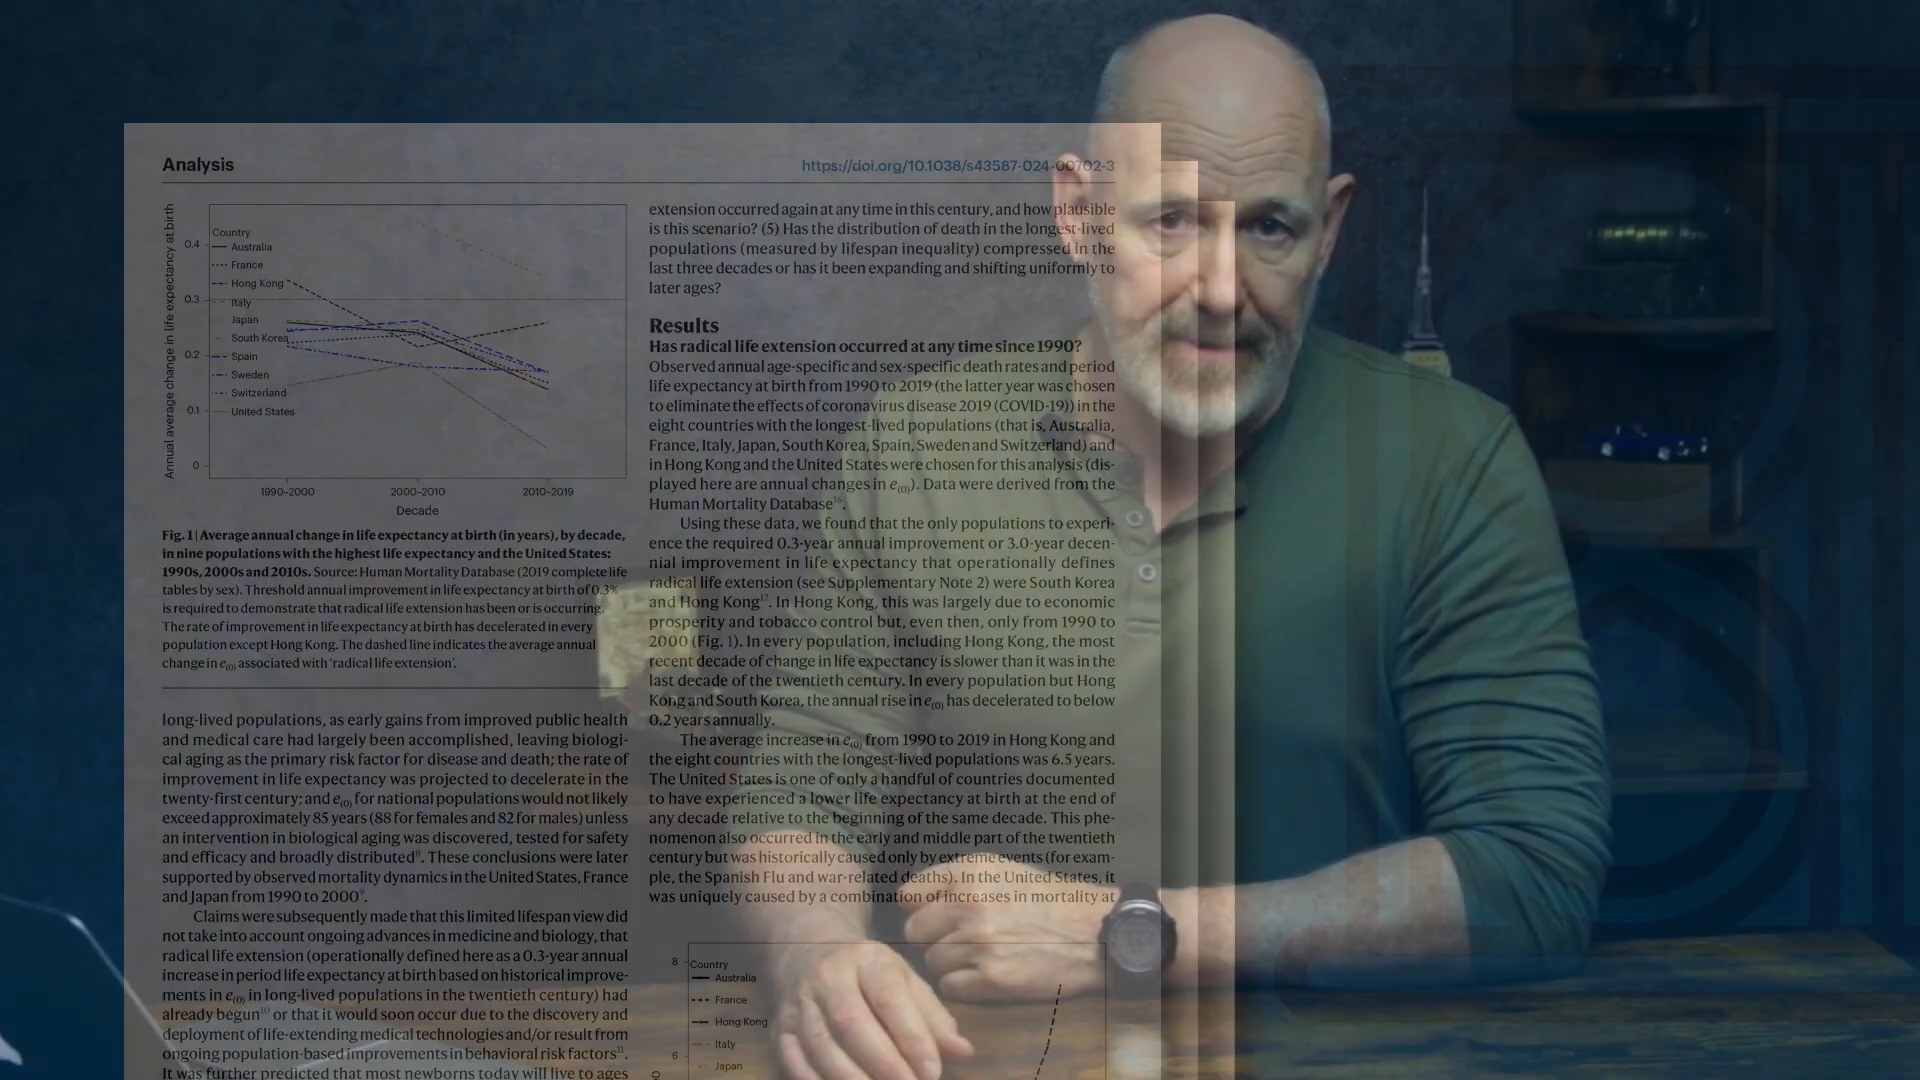 Analysis
https://doi.org/10.1038/s43587-024-00702-3
Annual average change in life expectancy at birth
0.4
0.3
0.2
0.1
0
Country
Australia
France
Hong Kong
Italy
Japan
South Korea
Spain
Sweden
Switzerland
United States
1990–2000
2000–2010
2010–2019
Decade
Fig. 1 | Average annual change in life expectancy at birth (in years), by decade,
in nine populations with the highest life expectancy and the United States:
1990s, 2000s and 2010s. Source: Human Mortality Database (2019 complete life
tables by sex). Threshold annual improvement in life expectancy at birth of 0.3%
is required to demonstrate that radical life extension has been or is occurring.
The rate of improvement in life expectancy at birth has decelerated in every
population except Hong Kong. The dashed line indicates the average annual
change in e(0) associated with ‘radical life extension’.
long-lived populations, as early gains from improved public health
and medical care had largely been accomplished, leaving biologi-
cal aging as the primary risk factor for disease and death; the rate of
improvement in life expectancy was projected to decelerate in the
twenty-first century; and e(0) for national populations would not likely
exceed approximately 85 years (88 for females and 82 for males) unless
an intervention in biological aging was discovered, tested for safety
and efficacy and broadly distributed8. These conclusions were later
supported by observed mortality dynamics in the United States, France
and Japan from 1990 to 20009.
Claims were subsequently made that this limited lifespan view did
not take into account ongoing advances in medicine and biology, that
radical life extension (operationally defined here as a 0.3-year annual
increase in period life expectancy at birth based on historical improve-
ments in e(0) in long-lived populations in the twentieth century) had
already begun10 or that it would soon occur due to the discovery and
deployment of life-extending medical technologies and/or result from
ongoing population-based improvements in behavioral risk factors11.
It was further predicted that most newborns today will live to ages
extension occurred again at any time in this century, and how plausible
is this scenario? (5) Has the distribution of death in the longest-lived
populations (measured by lifespan inequality) compressed in the
last three decades or has it been expanding and shifting uniformly to
later ages?
Results
Has radical life extension occurred at any time since 1990?
Observed annual age-specific and sex-specific death rates and period
life expectancy at birth from 1990 to 2019 (the latter year was chosen
to eliminate the effects of coronavirus disease 2019 (COVID-19)) in the
eight countries with the longest-lived populations (that is, Australia,
France, Italy, Japan, South Korea, Spain, Sweden and Switzerland) and
in Hong Kong and the United States were chosen for this analysis (dis-
played here are annual changes in e(0)). Data were derived from the
Human Mortality Database16.
Using these data, we found that the only populations to experi-
ence the required 0.3-year annual improvement or 3.0-year decen-
nial improvement in life expectancy that operationally defines
radical life extension (see Supplementary Note 2) were South Korea
and Hong Kong17. In Hong Kong, this was largely due to economic
prosperity and tobacco control but, even then, only from 1990 to
2000 (Fig. 1). In every population, including Hong Kong, the most
recent decade of change in life expectancy is slower than it was in the
last decade of the twentieth century. In every population but Hong
Kong and South Korea, the annual rise in e(0) has decelerated to below
0.2 years annually.
The average increase in e(0) from 1990 to 2019 in Hong Kong and
the eight countries with the longest-lived populations was 6.5 years.
The United States is one of only a handful of countries documented
to have experienced a lower life expectancy at birth at the end of
any decade relative to the beginning of the same decade. This phe-
nomenon also occurred in the early and middle part of the twentieth
century but was historically caused only by extreme events (for exam-
ple, the Spanish Flu and war-related deaths). In the United States, it
was uniquely caused by a combination of increases in mortality at
8
6
Country
Australia
France
Hong Kong
Italy
Japan